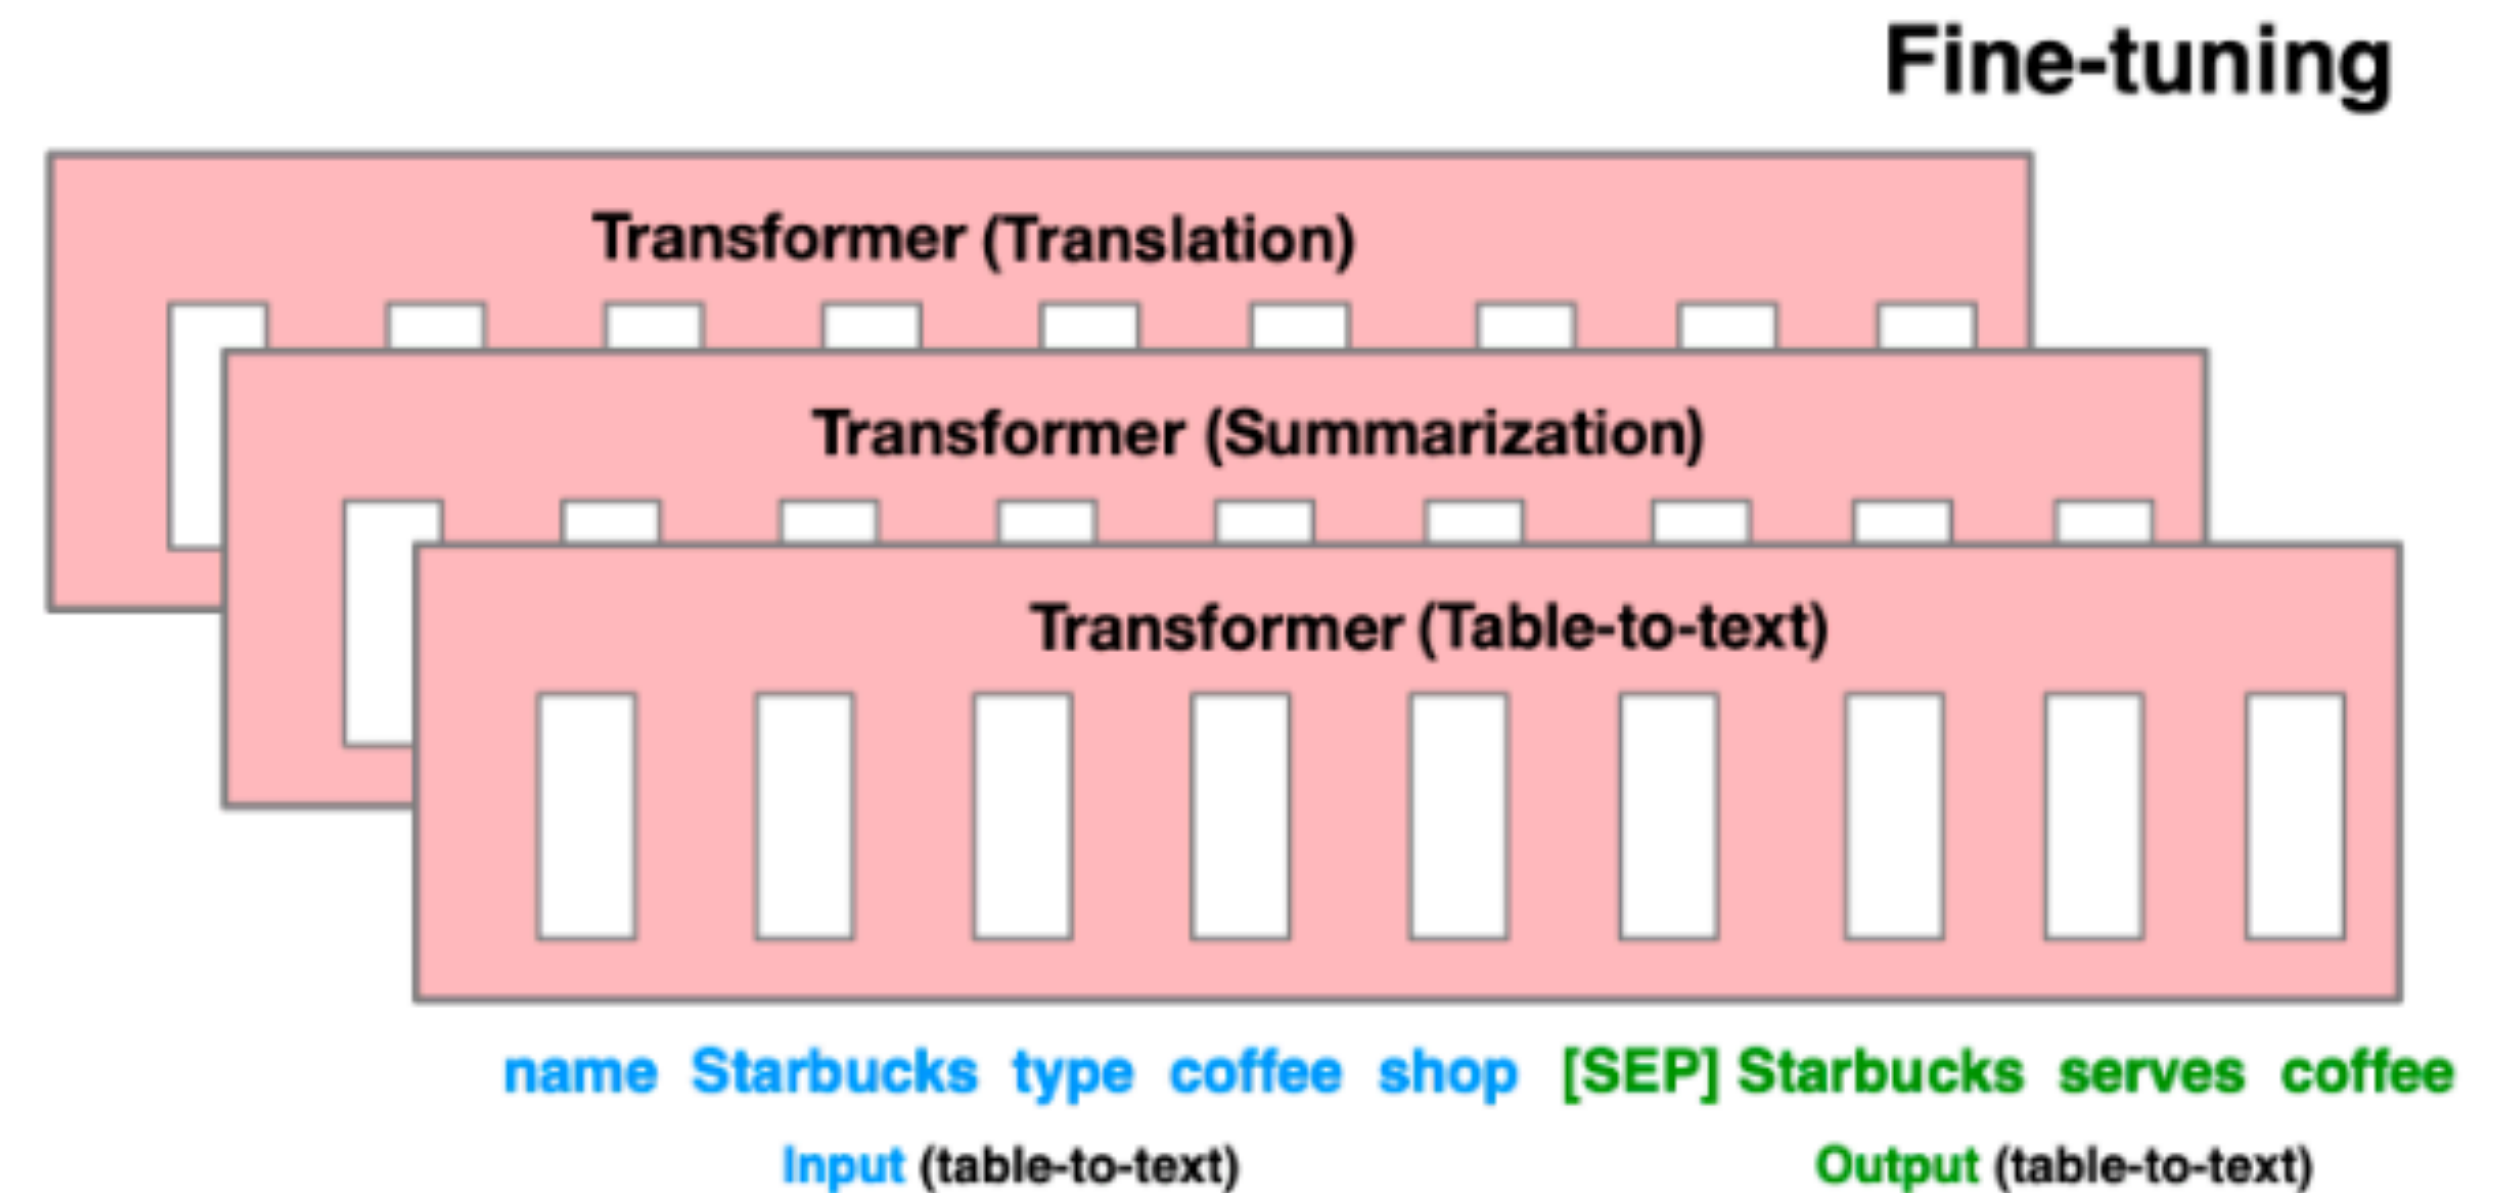 Fine-tuning
Transformer (Translation)
Transformer (Summarization)
Transformer (Table-to-text)
name Starbucks type coffee shop [SEP] Starbucks serves coffee
Input (table-to-text) Output (table-to-text)